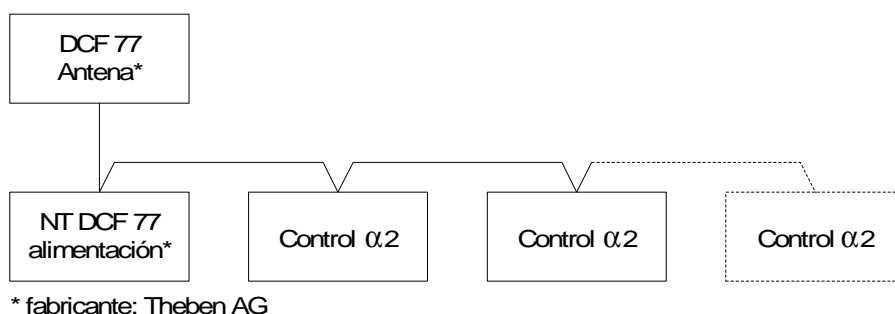 DCF 77
Antena*
NT DCF 77
alimentación*
Control α2
Control α2
Control α2
* fabricante: Theben AG